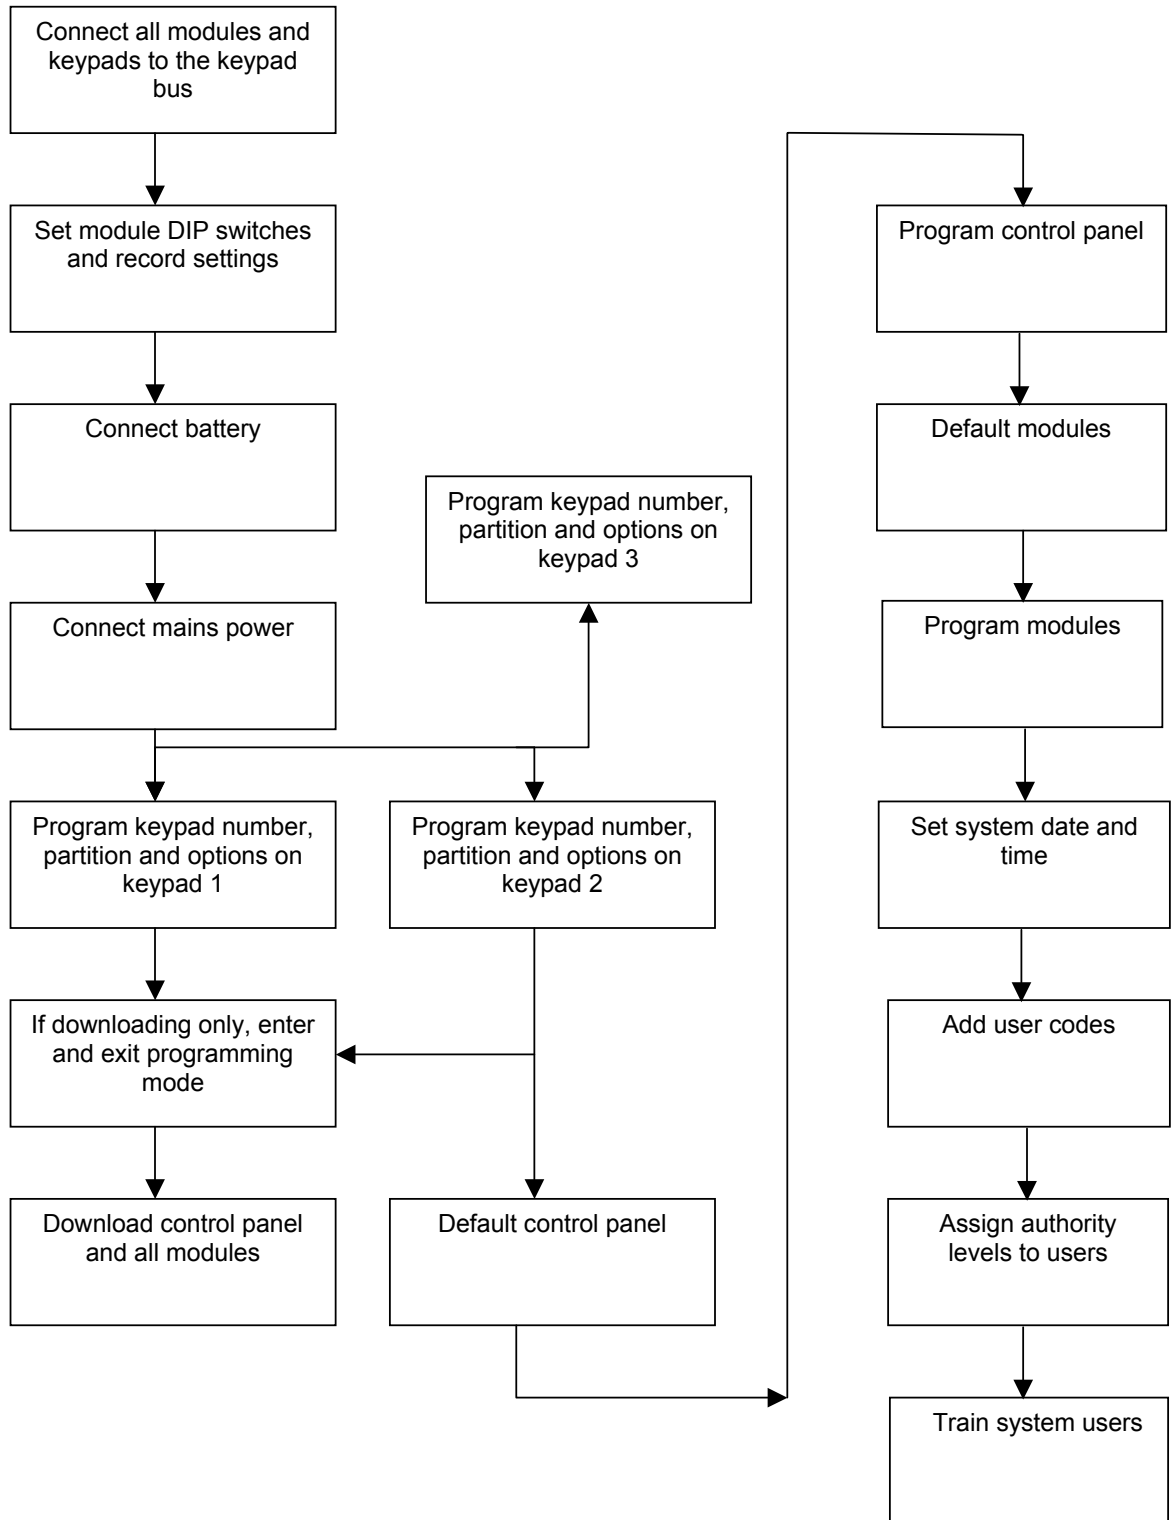 Connect all modules and
keypads to the keypad
bus
Set module DIP switches
and record settings
Connect battery
Connect mains power
Program keypad number,
partition and options on
keypad 3
Program keypad number,
partition and options on
keypad 1
Program keypad number,
partition and options on
keypad 2
If downloading only, enter
and exit programming
mode
Download control panel
and all modules
Default control panel
Program control panel
Default modules
Program modules
Set system date and
time
Add user codes
Assign authority
levels to users
Train system users